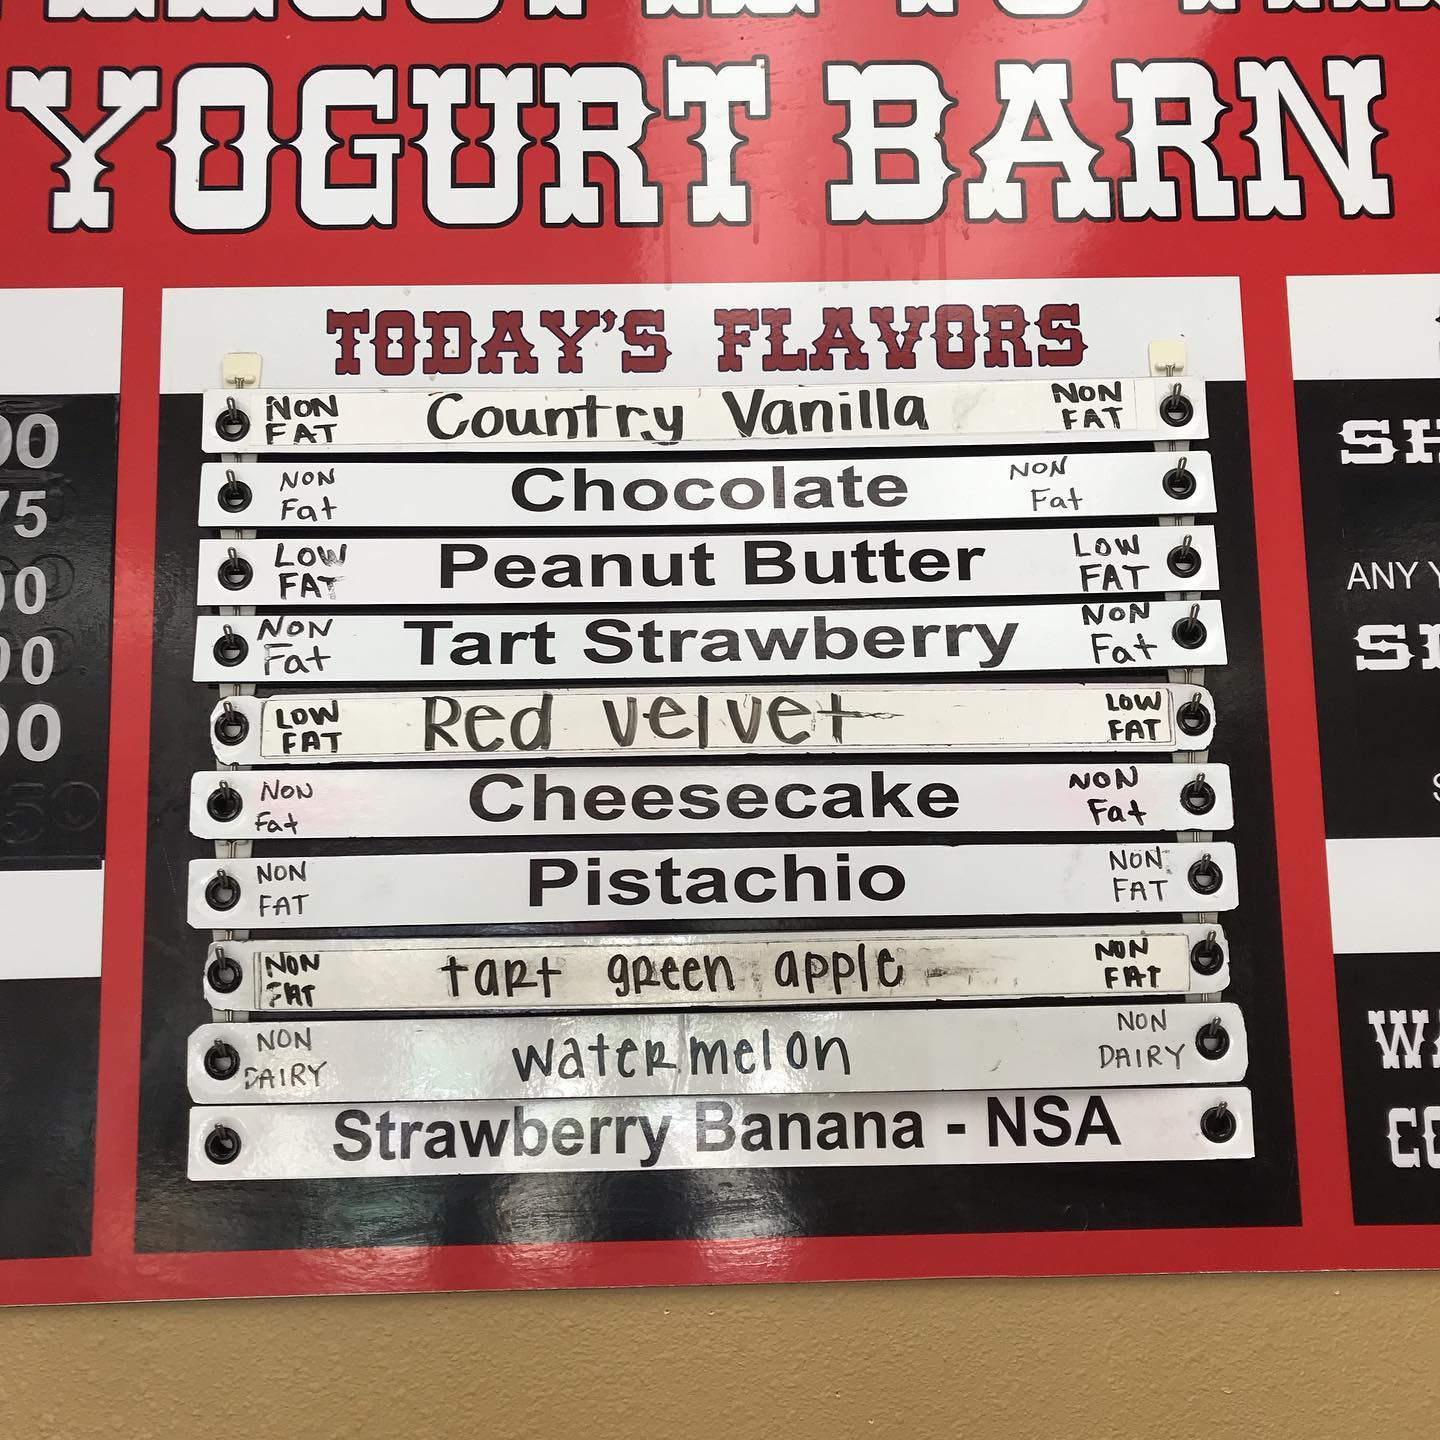 YOGURT BARN
TODAY'S FLAVORS
NON FAT Country Vanilla NON FAT
NON Fat Chocolate NON Fat
LOW FAT Peanut Butter LOW FAT
NON Fat Tart Strawberry NON Fat
LOW FAT Red velvet LOW FAT
NON Fat Cheesecake NON Fat
NON FAT Pistachio NON FAT
NON FAT tart green apple NON FAT
NON DAIRY watermelon NON DAIRY
Strawberry Banana - NSA
ANY